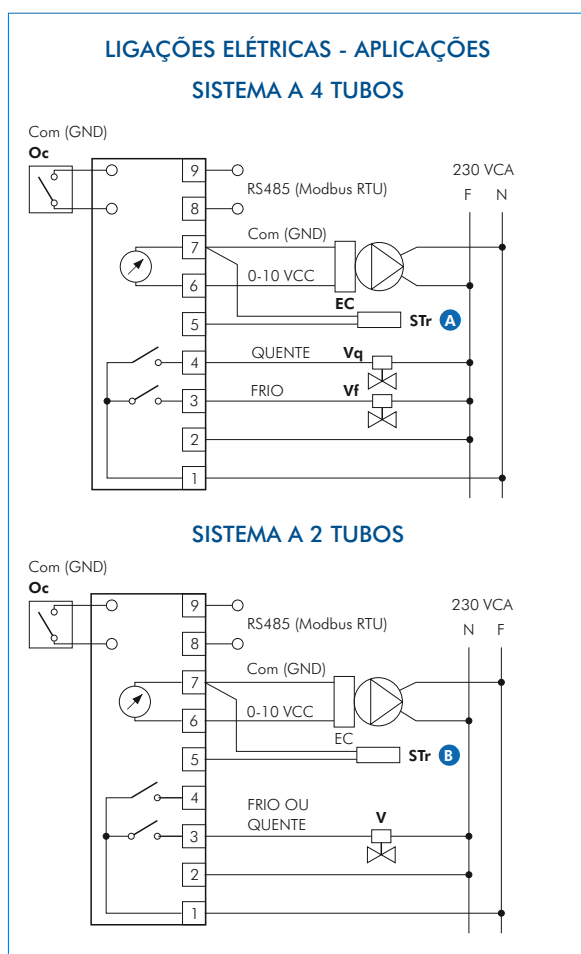 LIGAÇÕES ELÉTRICAS - APLICAÇÕES
SISTEMA A 4 TUBOS
Com (GND)
Oc
230 VCA
F N
9
RS485 (Modbus RTU)
8
Com (GND)
7
0-10 VCC
6
EC
5
STr A
4
QUENTE Vq
3
FRIO Vf
2
1
SISTEMA A 2 TUBOS
Com (GND)
Oc
230 VCA
N F
9
RS485 (Modbus RTU)
8
Com (GND)
7
0-10 VCC
6
EC
5
STr B
4
FRIO OU
QUENTE V
3
2
1